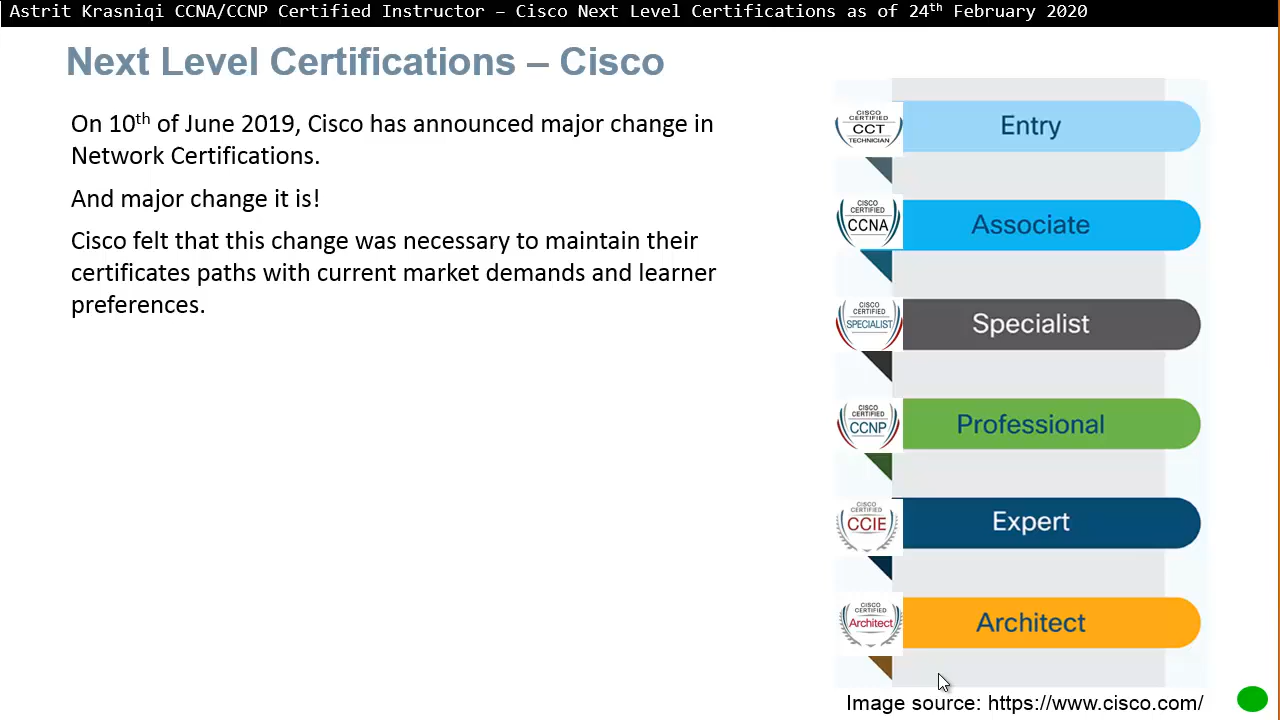 Astrit Krasniqi CCNA/CCNP Certified Instructor – Cisco Next Level Certifications as of 24th February 2020
Next Level Certifications – Cisco
On 10th of June 2019, Cisco has announced major change in
Network Certifications.
And major change it is!
Cisco felt that this change was necessary to maintain their
certificates paths with current market demands and learner
preferences.
CISCO
CERTIFIED
CCT
TECHNICIAN
Entry
CISCO
CERTIFIED
CCNA
Associate
CISCO
CERTIFIED
SPECIALIST
Specialist
CISCO
CERTIFIED
CCNP
Professional
CISCO
CERTIFIED
CCIE
Expert
CISCO
CERTIFIED
Architect
Architect
Image source: https://www.cisco.com/